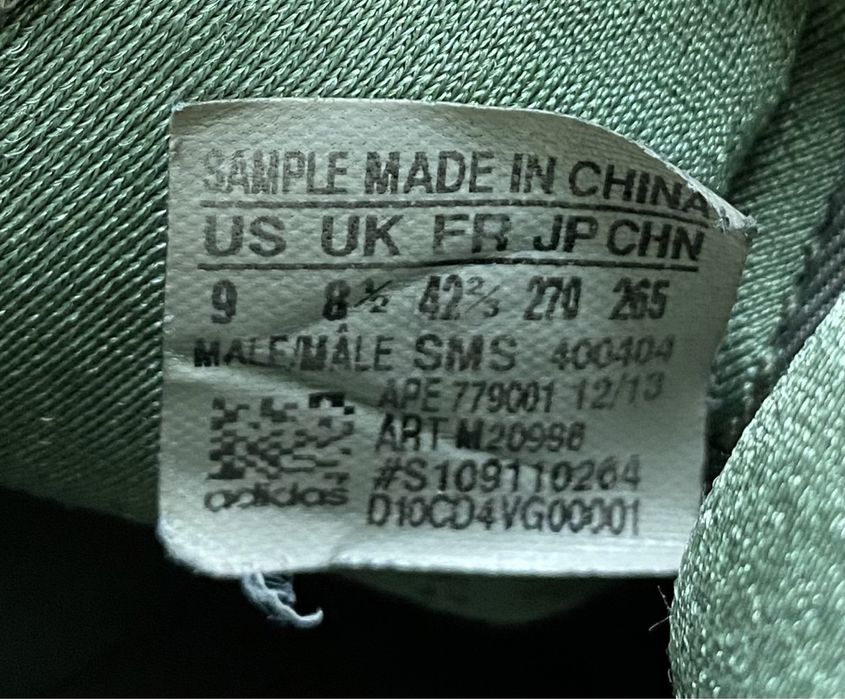 SAMPLE MADE IN CHINA
US UK FR JP CHN
9 8½ 42⅔ 270 265
MALE/MÂLE SMS 400404
APE 779001 12/13
ART M20998
#S109110264
adidas
D10CD4VG00001